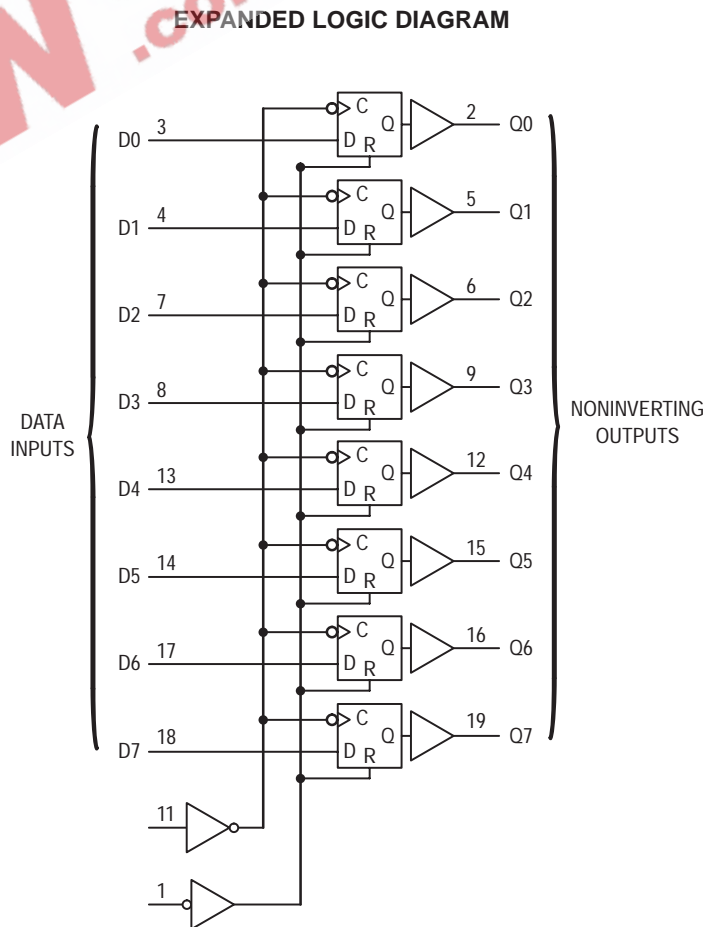 .co
EXPANDED LOGIC DIAGRAM
C
Q
D
R
D0 3
2 Q0
C
Q
D
R
D1 4
5 Q1
C
Q
D
R
D2 7
6 Q2
C
Q
D
R
D3 8
9 Q3
DATA
INPUTS
NONINVERTING
OUTPUTS
C
Q
D
R
D4 13
12 Q4
C
Q
D
R
D5 14
15 Q5
C
Q
D
R
D6 17
16 Q6
C
Q
D
R
D7 18
19 Q7
11
1